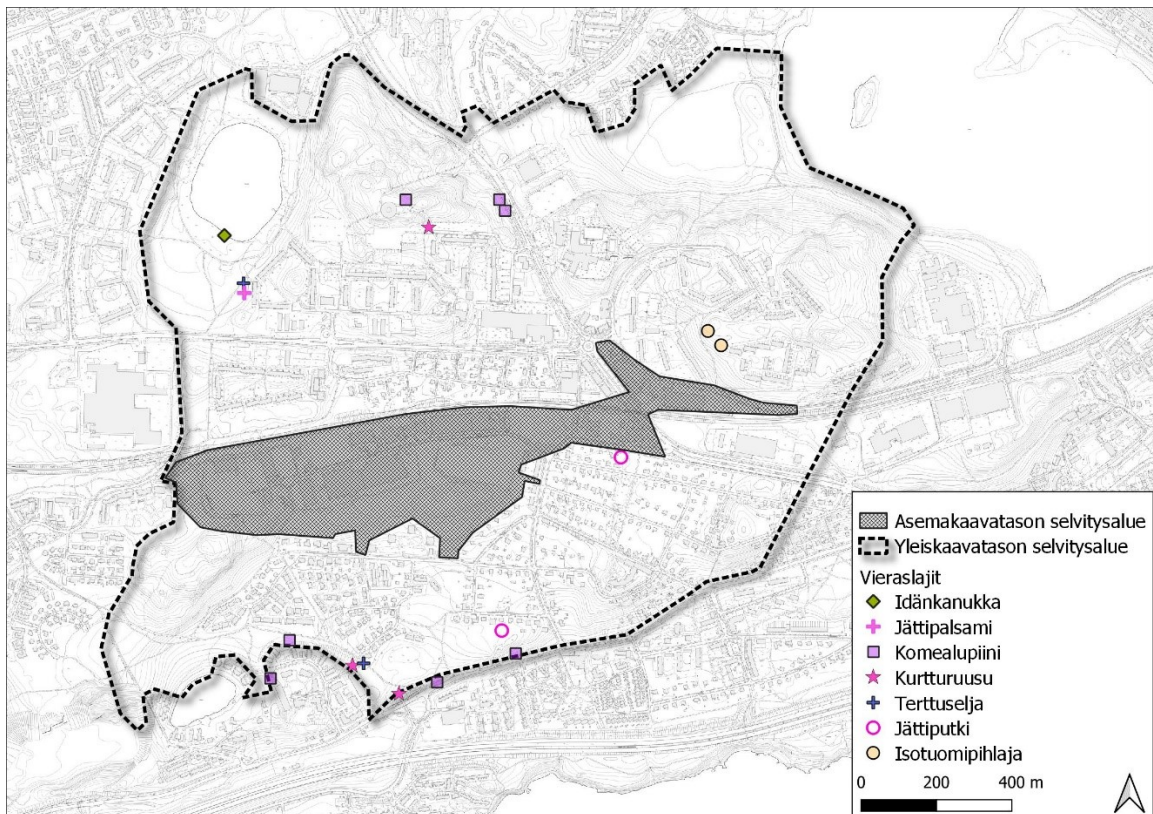 Asemakaavatason selvitysalue
Yleiskaavatason selvitysalue
Vieraslajit
Idänkanukka
Jättipalsami
Komealupiini
Kurtturuusu
Terttuselja
Jättiputki
Isotuomipihlaja
0 200 400 m